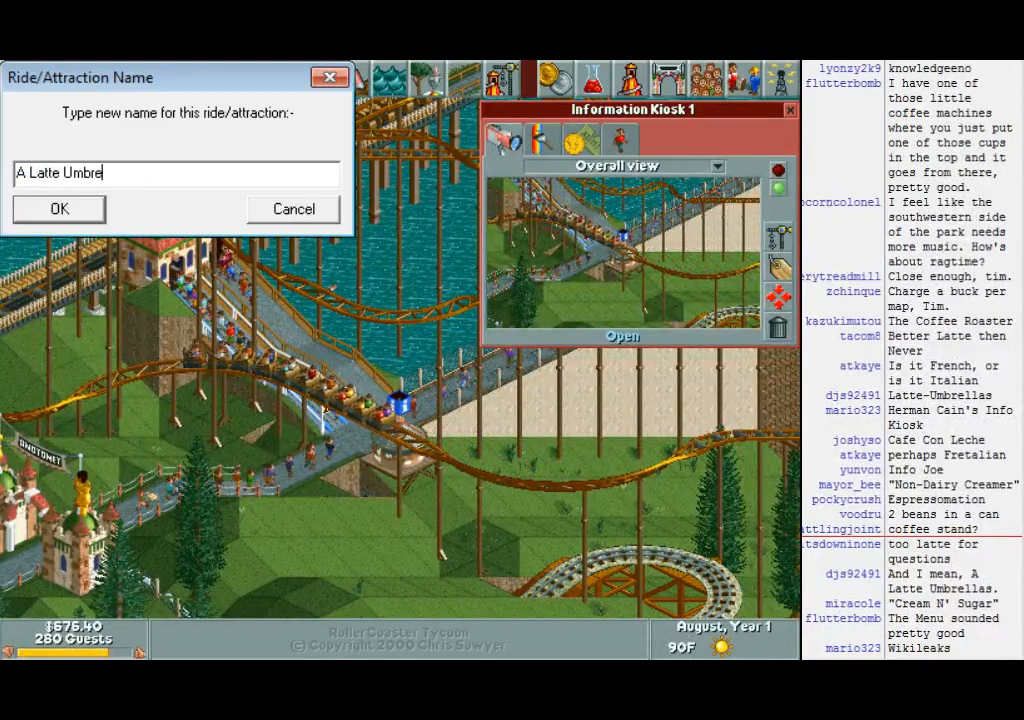 Ride/Attraction Name
Type new name for this ride/attraction:-
A Latte Umbre
OK
Cancel
Information Kiosk 1
Overall view
Open
$675.40
280 Guests
RollerCoaster Tycoon
(c) Copyright 2000 Chris Sawyer
August, Year 1
90F
lyonzy2k9 knowledgeeno
flutterbomb I have one of
those little
coffee machines
where you just put
one of those cups
in the top and it
goes from there,
pretty good.
ocorncolonel I feel like the
southwestern side
of the park needs
more music. How's
about ragtime?
erytreadmill Close enough, tim.
zchinque Charge a buck per
map, Tim.
kazukimutou The Coffee Roaster
tacom8 Better Latte then
Never
atkaye Is it French, or
is it Italian
djs92491 Latte-Umbrellas
mario323 Herman Cain's Info
Kiosk
joshyso Cafe Con Leche
atkaye perhaps Fretalian
yunvon Info Joe
mayor_bee "Non-Dairy Creamer"
pockycrush Espressomation
voodru 2 beans in a can
attlingjoint coffee stand?
itsdowninone too latte for
questions
djs92491 And I mean, A
Latte Umbrellas.
miracole "Cream N' Sugar"
flutterbomb The Menu sounded
pretty good
mario323 Wikileaks